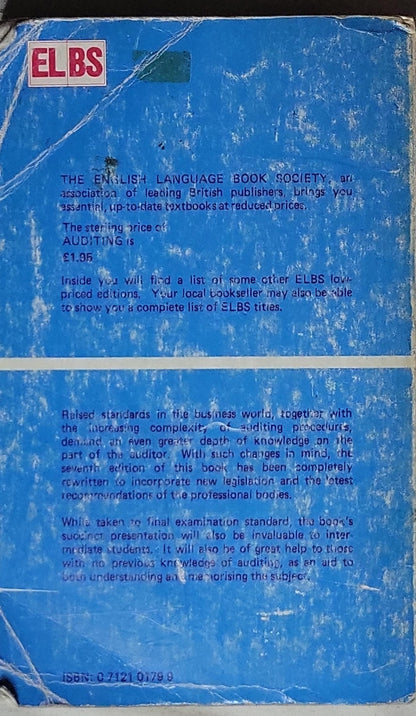 ELBS
THE ENGLISH LANGUAGE BOOK SOCIETY, an
association of leading British publishers, brings you
essential, up-to-date textbooks at reduced prices.
The sterling price of
AUDITING is
£1.95
Inside you will find a list of some other ELBS low-
priced editions. Your local bookseller may also be able
to show you a complete list of ELBS titles.
Raised standards in the business world, together with
the increasing complexity of auditing procedures,
demand an even greater depth of knowledge on the
part of the auditor. With such changes in mind, the
seventh edition of this book has been completely
rewritten to incorporate new legislation and the latest
recommendations of the professional bodies.
While taken to final examination standard, the book's
succinct presentation will also be invaluable to inter-
mediate students. It will also be of great help to those
with no previous knowledge of auditing, as an aid to
both understanding and memorising the subject.
ISBN: 0 7121 0179 9